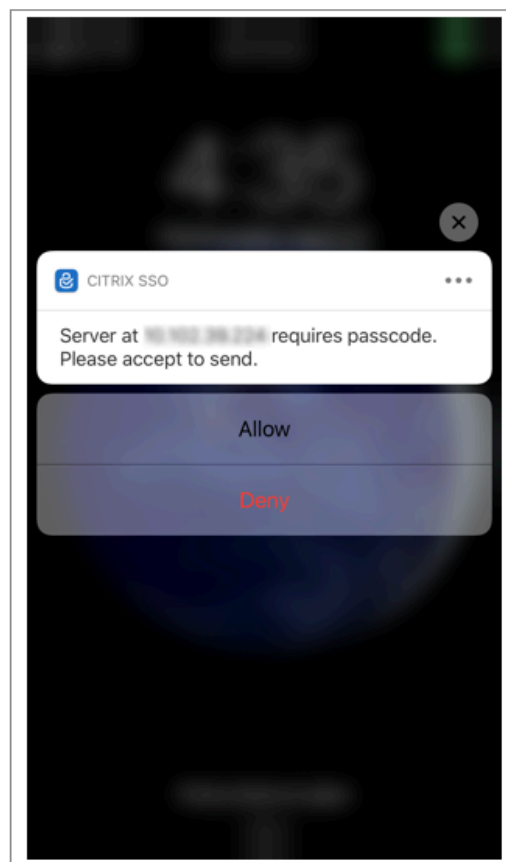 CITRIX SSO
Server at requires passcode.
Please accept to send.
Allow
Deny